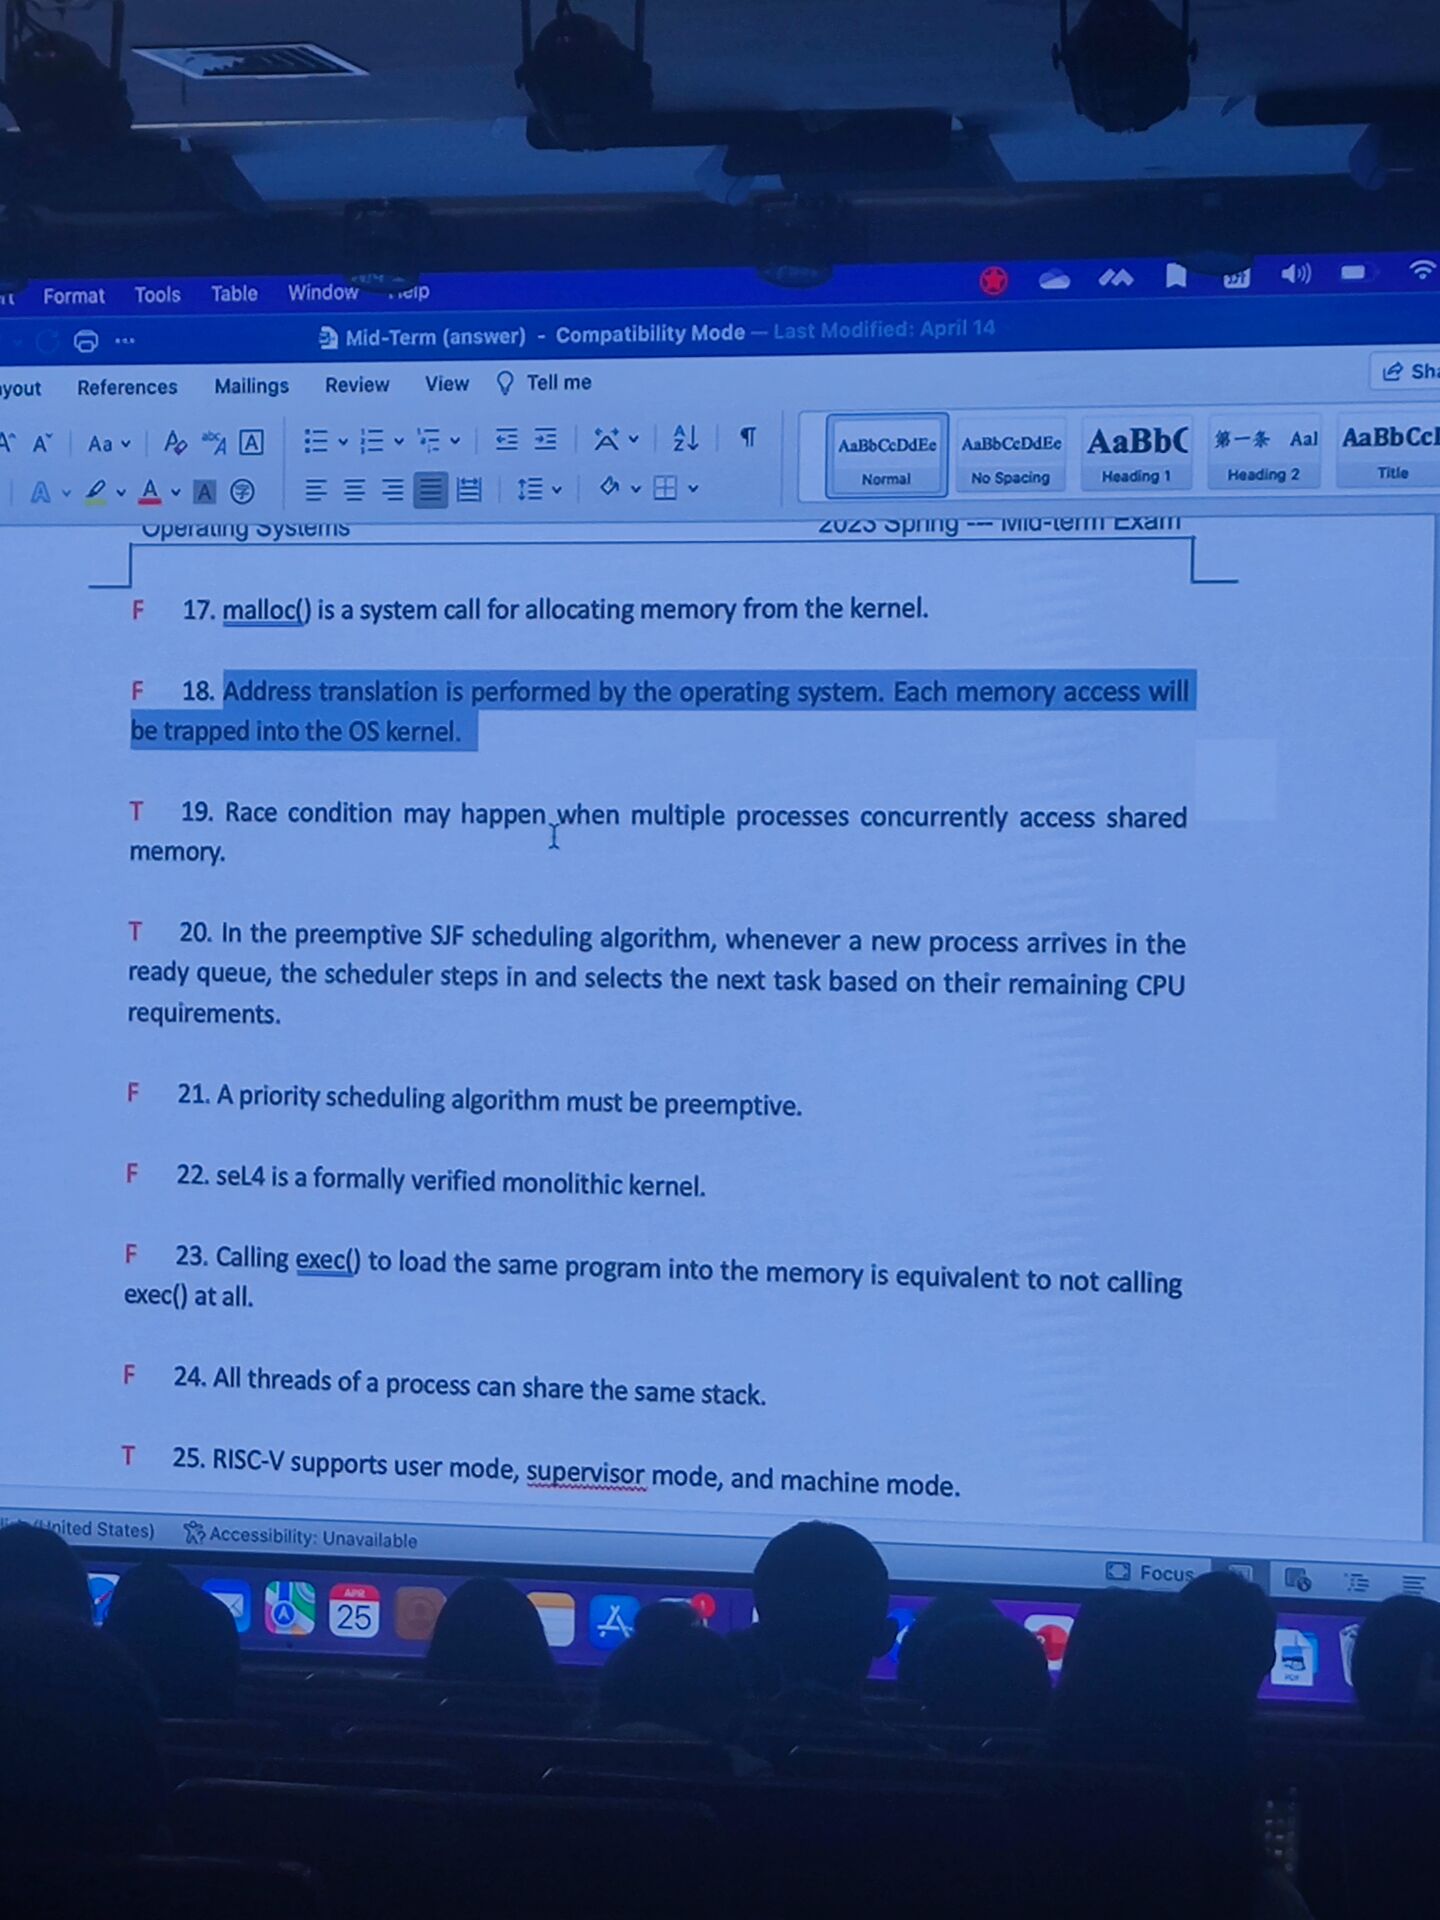 Format Tools Table Window Help
Mid-Term (answer) - Compatibility Mode — Last Modified: April 14
References Mailings Review View Tell me
Aa
AaBbCcDdEe AaBbCcDdEe AaBbC 第一条 AaI
Normal No Spacing Heading 1 Heading 2 Title
Operating Systems 2023 Spring --- Mid-term Exam
F 17. malloc() is a system call for allocating memory from the kernel.
F 18. Address translation is performed by the operating system. Each memory access will
be trapped into the OS kernel.
T 19. Race condition may happen when multiple processes concurrently access shared
memory.
T 20. In the preemptive SJF scheduling algorithm, whenever a new process arrives in the
ready queue, the scheduler steps in and selects the next task based on their remaining CPU
requirements.
F 21. A priority scheduling algorithm must be preemptive.
F 22. seL4 is a formally verified monolithic kernel.
F 23. Calling exec() to load the same program into the memory is equivalent to not calling
exec() at all.
F 24. All threads of a process can share the same stack.
T 25. RISC-V supports user mode, supervisor mode, and machine mode.
(United States) Accessibility: Unavailable
Focus
APR
25
PDF